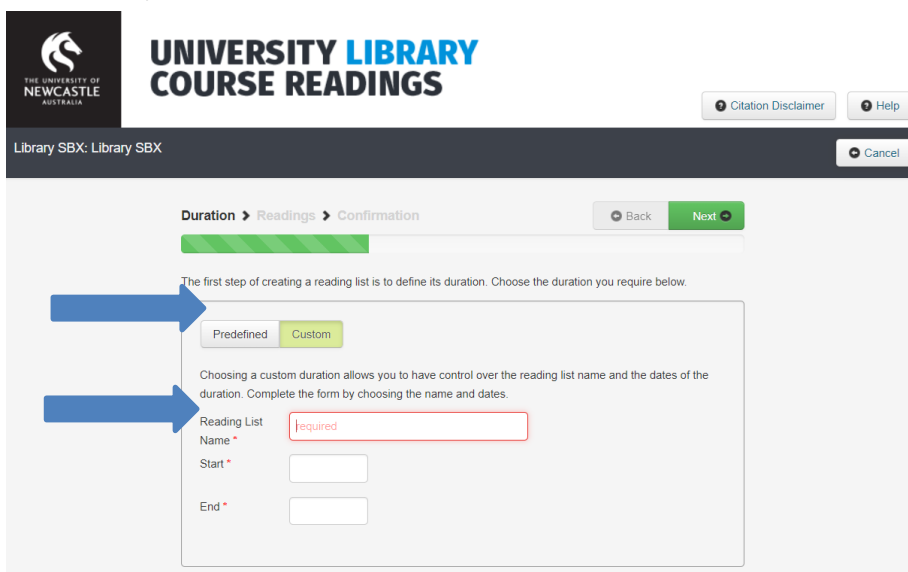 THE UNIVERSITY OF
NEWCASTLE
AUSTRALIA
UNIVERSITY LIBRARY
COURSE READINGS
Citation Disclaimer
Help
Library SBX: Library SBX
Cancel
Duration > Readings > Confirmation
Back
Next
The first step of creating a reading list is to define its duration. Choose the duration you require below.
Predefined
Custom
Choosing a custom duration allows you to have control over the reading list name and the dates of the
duration. Complete the form by choosing the name and dates.
Reading List
Name *
required
Start *
End *